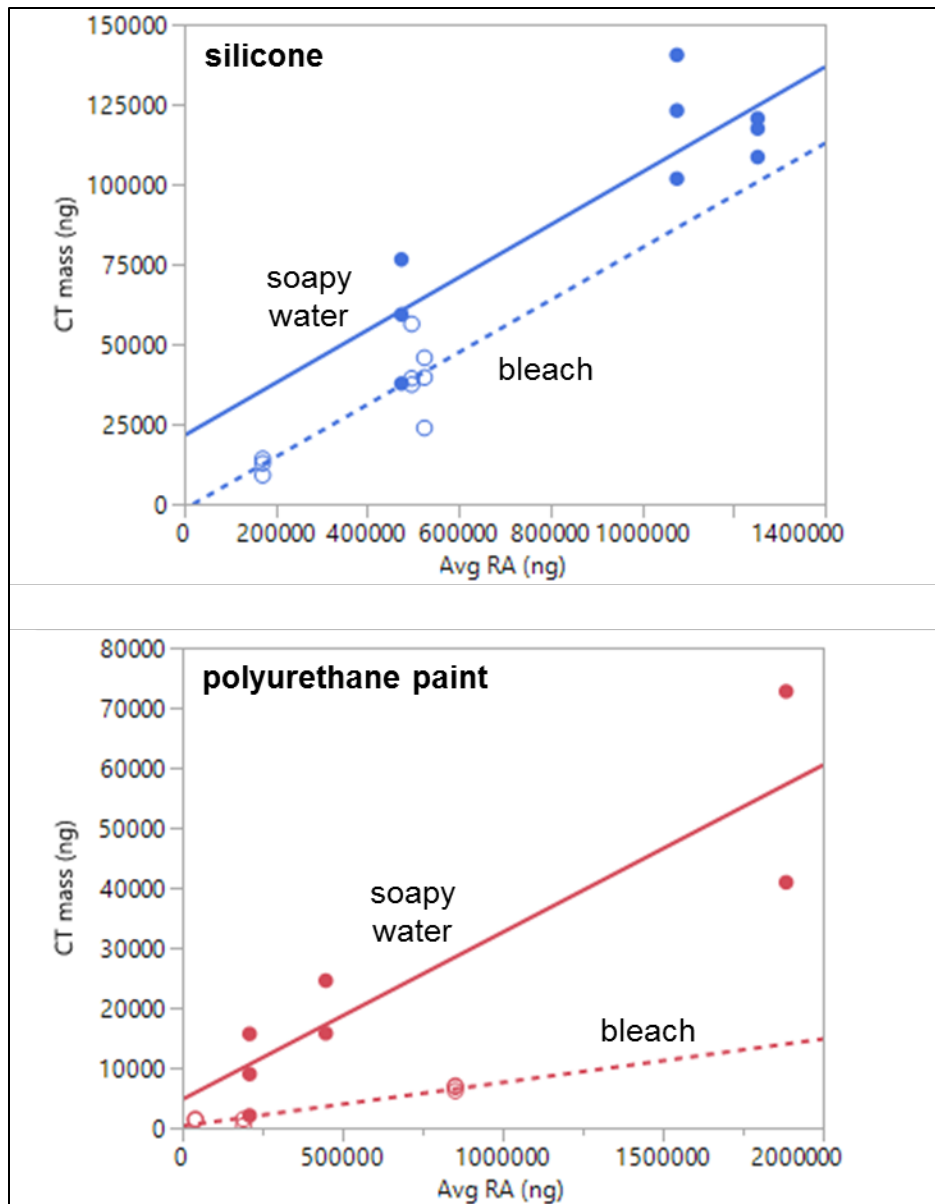 150000
silicone
125000
100000
CT mass (ng)
75000
soapy
water
50000
bleach
25000
0
0 200000 400000 600000 800000 1000000 1400000
Avg RA (ng)
80000
polyurethane paint
70000
60000
50000
CT mass (ng)
40000
soapy
water
30000
20000
bleach
10000
0
0 500000 1000000 1500000 2000000
Avg RA (ng)